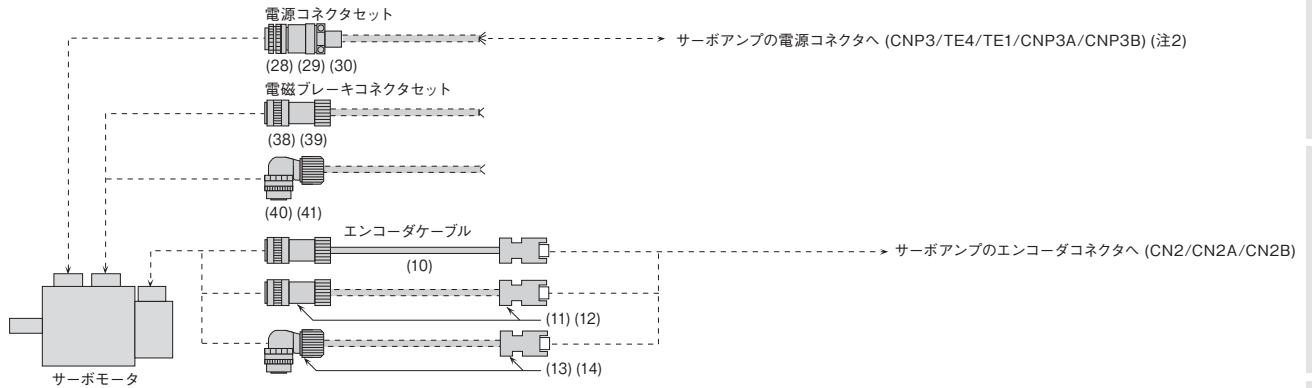 電源コネクタセット
サーボアンプの電源コネクタへ (CNP3/TE4/TE1/CNP3A/CNP3B) (注2)
(28) (29) (30)
電磁ブレーキコネクタセット
(38) (39)
(40) (41)
エンコーダケーブル
サーボアンプのエンコーダコネクタへ (CN2/CN2A/CN2B)
(10)
(11) (12)
(13) (14)
サーボモータ